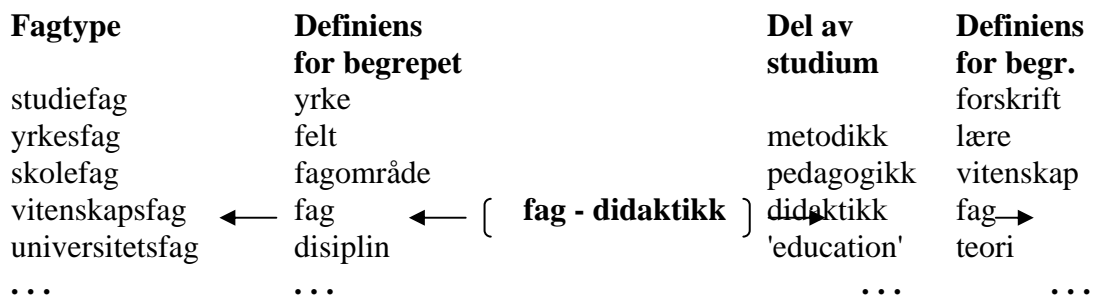 Fagtype Definiens Del av Definiens
for begrepet studium for begr.
studiefag yrke forskrift
yrkesfag felt metodikk lære
skolefag fagområde pedagogikk vitenskap
vitenskapsfag fag fag - didaktikk didaktikk fag
universitetsfag disiplin 'education' teori
. . . . . . . . . . . .